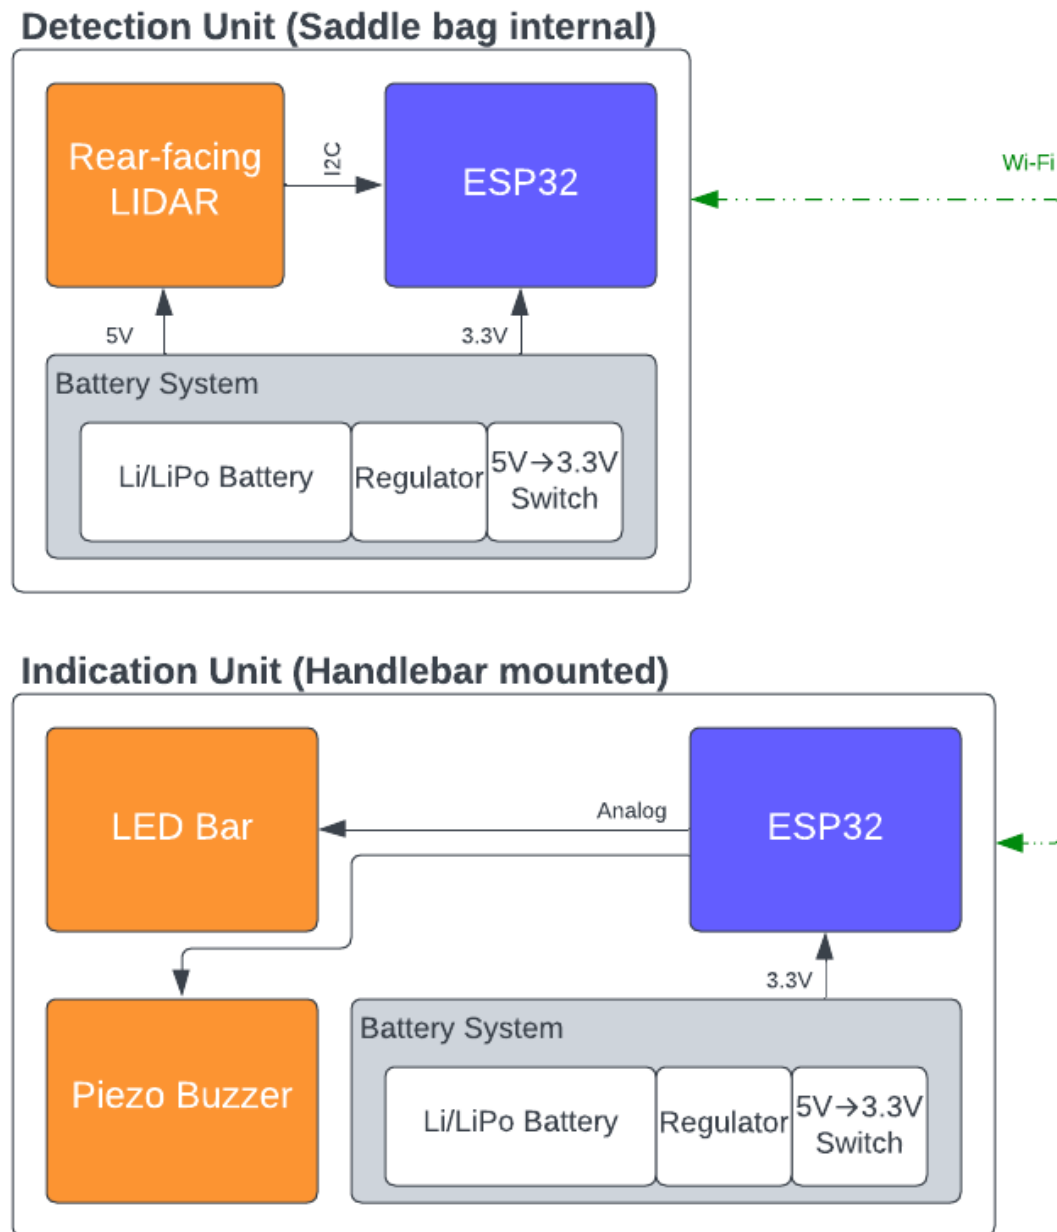 Detection Unit (Saddle bag internal)
Rear-facing
LIDAR
I2C
ESP32
Wi-Fi
5V
3.3V
Battery System
Li/LiPo Battery
Regulator
5V→3.3V
Switch
Indication Unit (Handlebar mounted)
LED Bar
Analog
ESP32
3.3V
Piezo Buzzer
Battery System
Li/LiPo Battery
Regulator
5V→3.3V
Switch